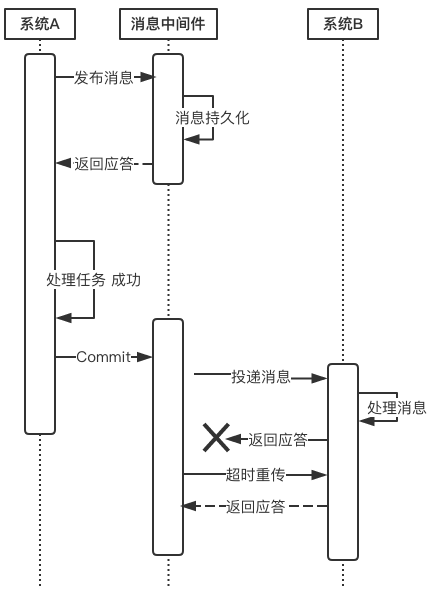 系统A
消息中间件
系统B
发布消息
消息持久化
返回应答
处理任务 成功
Commit
投递消息
处理消息
返回应答
超时重传
返回应答